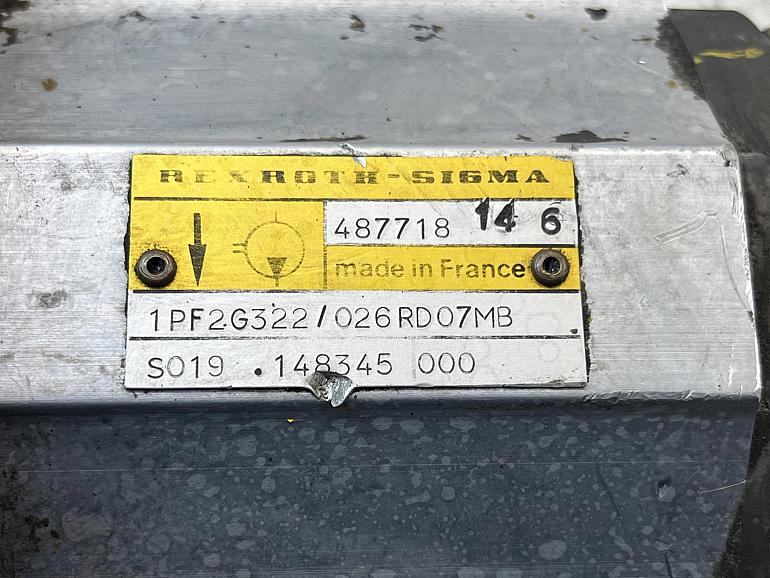 REXROTH-SIGMA
487718 14 6
made in France
1PF2G322/026RD07MB
S019 .148345 000